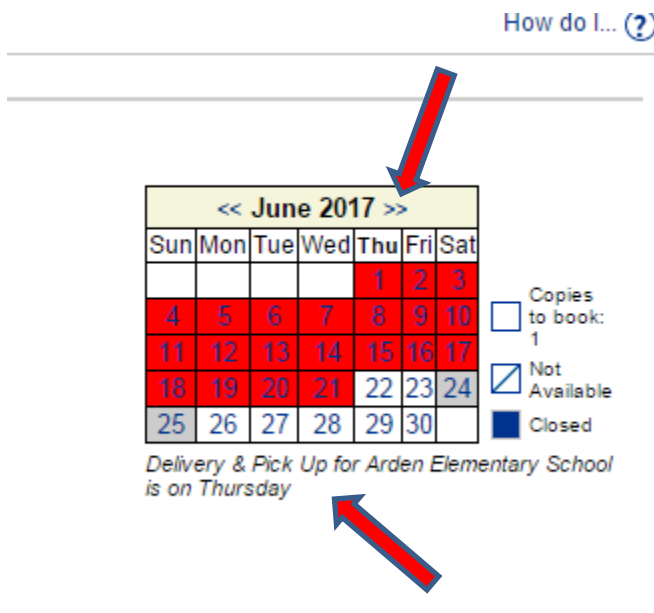 How do I... ?
<< June 2017 >>
Sun Mon Tue Wed Thu Fri Sat
1 2 3
4 5 6 7 8 9 10
11 12 13 14 15 16 17
18 19 20 21 22 23 24
25 26 27 28 29 30
Copies
to book:
1
Not
Available
Closed
Delivery & Pick Up for Arden Elementary School
is on Thursday